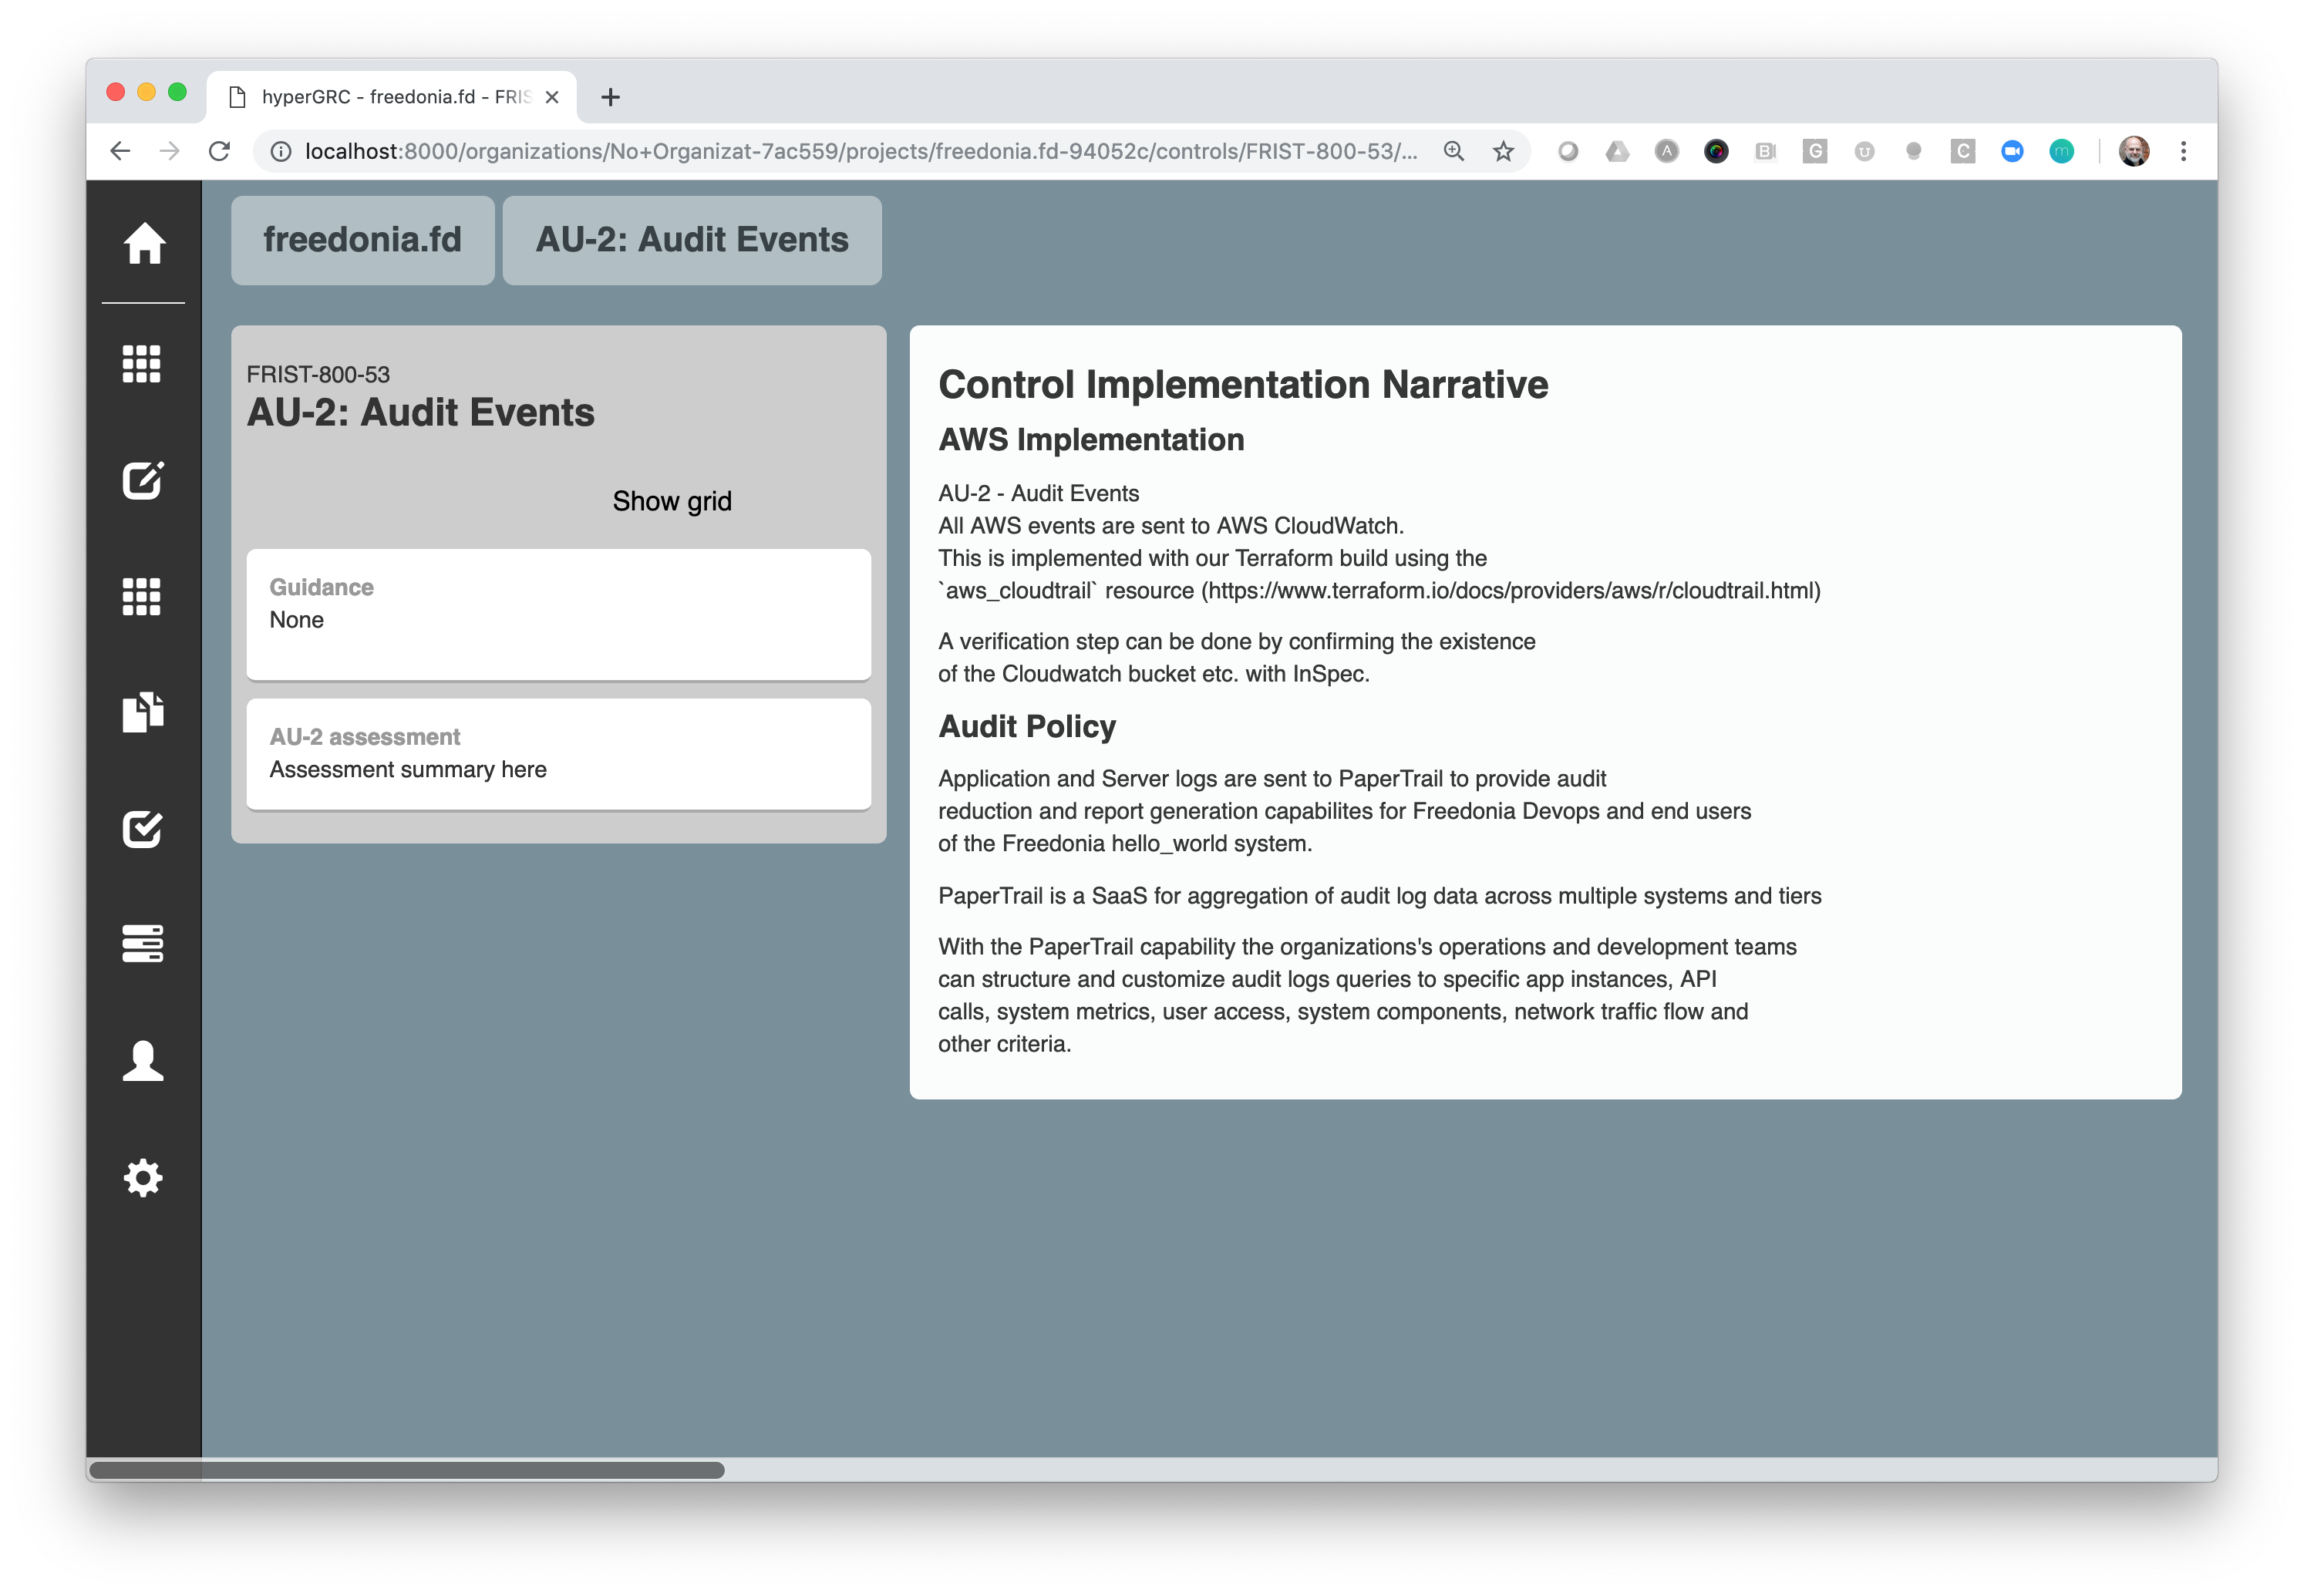 hyperGRC - freedonia.fd - FRIS
localhost:8000/organizations/No+Organizat-7ac559/projects/freedonia.fd-94052c/controls/FRIST-800-53/...
freedonia.fd
AU-2: Audit Events
FRIST-800-53
AU-2: Audit Events
Show grid
Guidance
None
AU-2 assessment
Assessment summary here
Control Implementation Narrative
AWS Implementation
AU-2 - Audit Events
All AWS events are sent to AWS CloudWatch.
This is implemented with our Terraform build using the
`aws_cloudtrail` resource (https://www.terraform.io/docs/providers/aws/r/cloudtrail.html)
A verification step can be done by confirming the existence
of the Cloudwatch bucket etc. with InSpec.
Audit Policy
Application and Server logs are sent to PaperTrail to provide audit
reduction and report generation capabilites for Freedonia Devops and end users
of the Freedonia hello_world system.
PaperTrail is a SaaS for aggregation of audit log data across multiple systems and tiers
With the PaperTrail capability the organizations's operations and development teams
can structure and customize audit logs queries to specific app instances, API
calls, system metrics, user access, system components, network traffic flow and
other criteria.